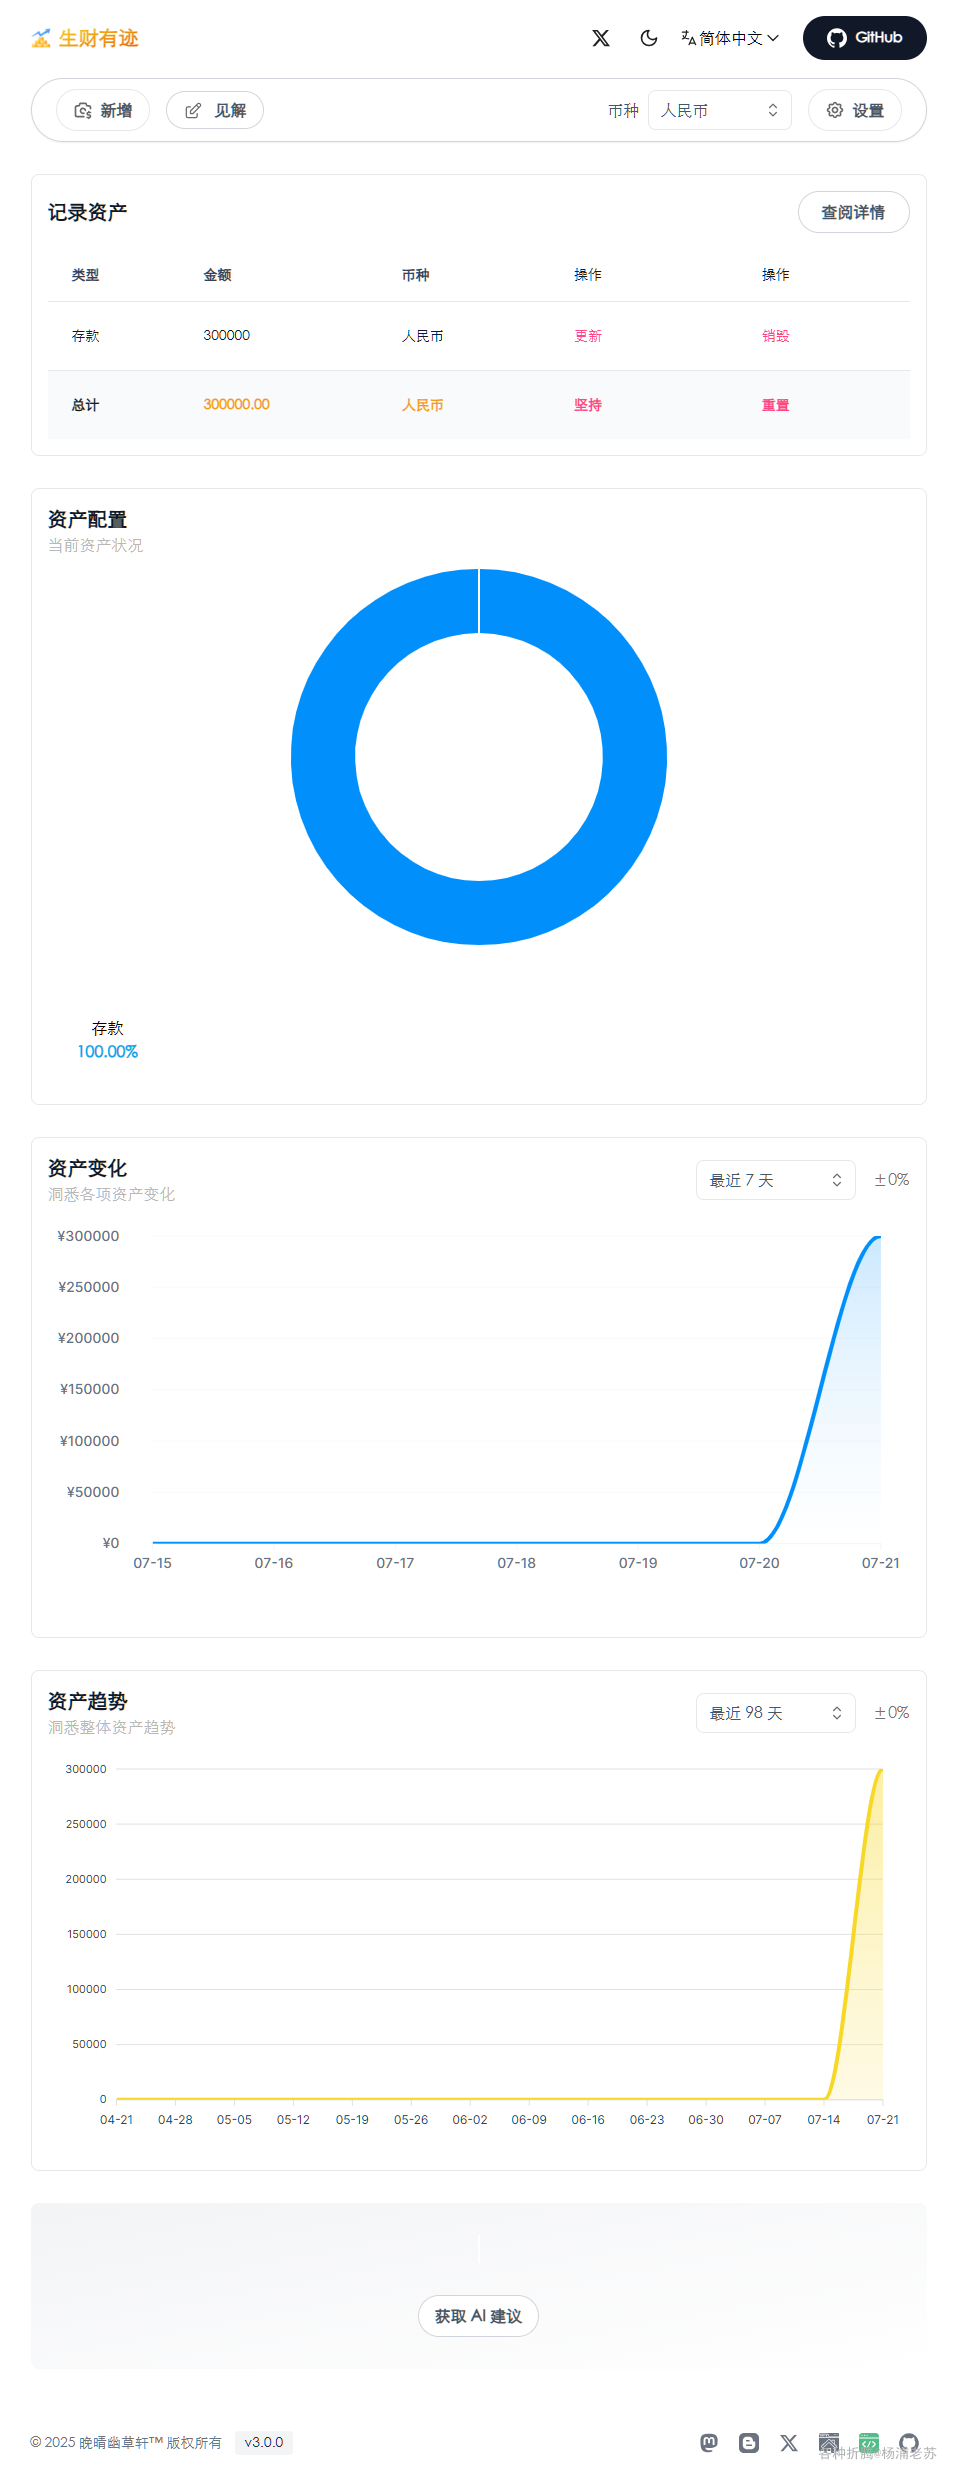 生财有迹
简体中文
GitHub
新增
见解
币种
人民币
设置
记录资产
查阅详情
类型 金额 币种 操作 操作
存款 300000 人民币 更新 销毁
总计 300000.00 人民币 坚持 重置
资产配置
当前资产状况
存款
100.00%
资产变化
洞悉各项资产变化
最近 7 天
±0%
¥300000
¥250000
¥200000
¥150000
¥100000
¥50000
¥0
07-15 07-16 07-17 07-18 07-19 07-20 07-21
资产趋势
洞悉整体资产趋势
最近 98 天
±0%
300000
250000
200000
150000
100000
50000
0
04-21 04-28 05-05 05-12 05-19 05-26 06-02 06-09 06-16 06-23 06-30 07-07 07-14 07-21
获取 AI 建议
© 2025 晚晴幽草轩™ 版权所有
v3.0.0
各种折腾@杨浦老苏